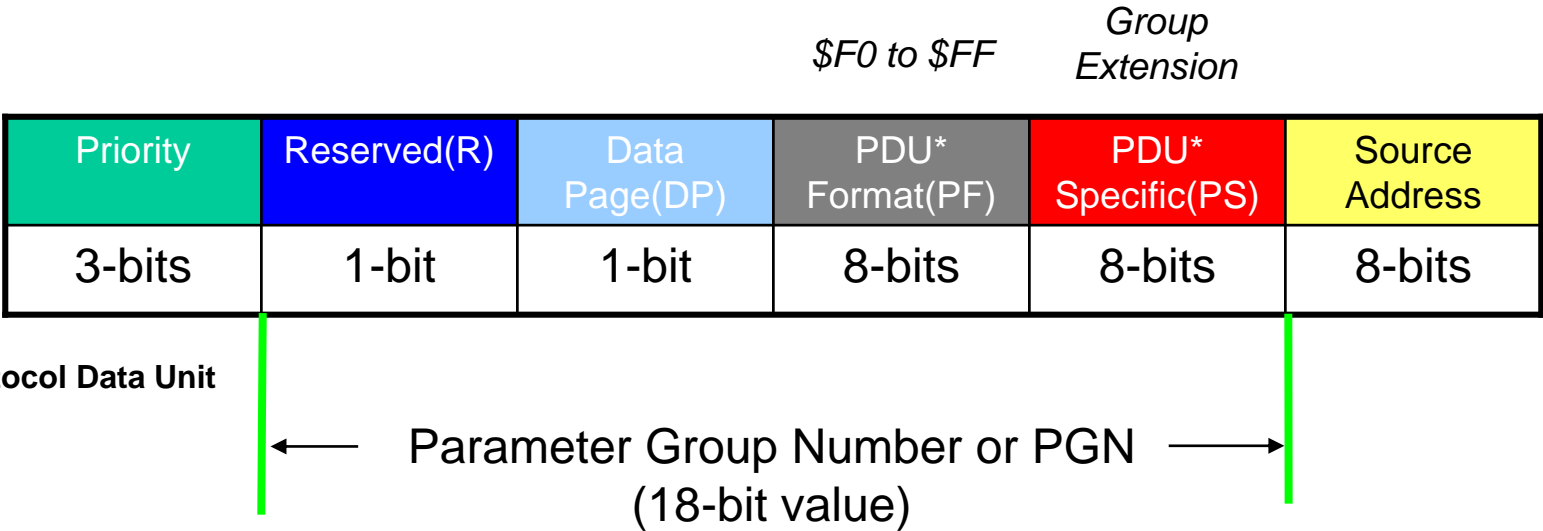 $F0 to $FF
Group
Extension
Priority
Reserved(R)
Data
Page(DP)
PDU*
Format(PF)
PDU*
Specific(PS)
Source
Address
3-bits
1-bit
1-bit
8-bits
8-bits
8-bits
Data Unit
Parameter Group Number or PGN
(18-bit value)